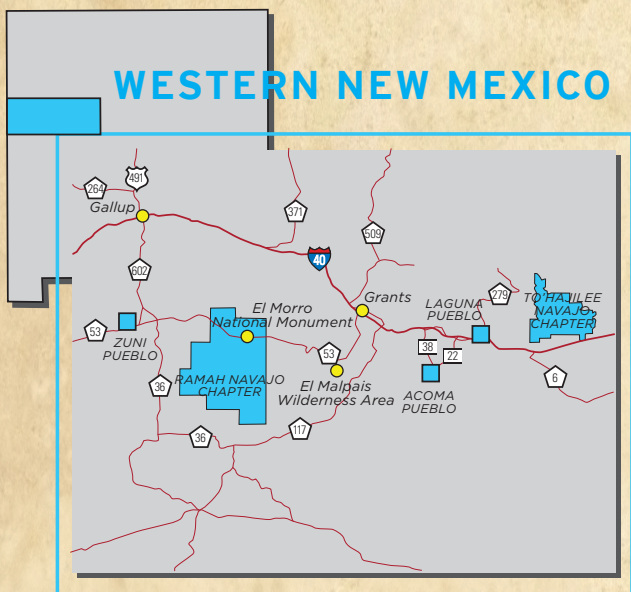 WESTERN NEW MEXICO
491
264
Gallup
371
509
602
40
279
TO'HAJIILEE
NAVAJO
CHAPTER
Grants
LAGUNA
PUEBLO
El Morro
National Monument
53
ZUNI
PUEBLO
53
38
22
36
RAMAH NAVAJO
CHAPTER
El Malpais
Wilderness Area
ACOMA
PUEBLO
6
36
117